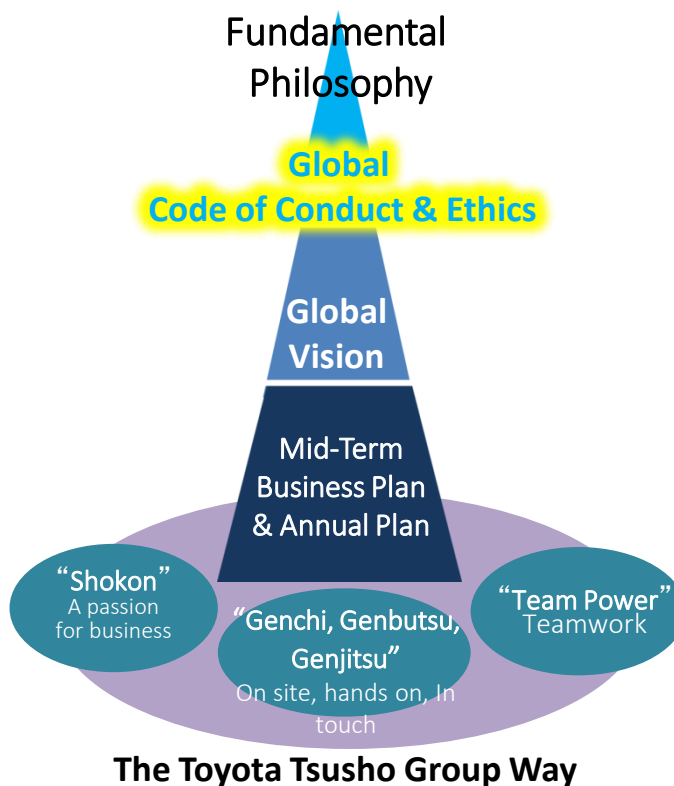 Fundamental
Philosophy
Global
Code of Conduct & Ethics
Global
Vision
Mid-Term
Business Plan
& Annual Plan
“Shokon”
A passion
for business
“Genchi, Genbutsu,
Genjitsu”
On site, hands on, In
touch
“Team Power”
Teamwork
The Toyota Tsusho Group Way